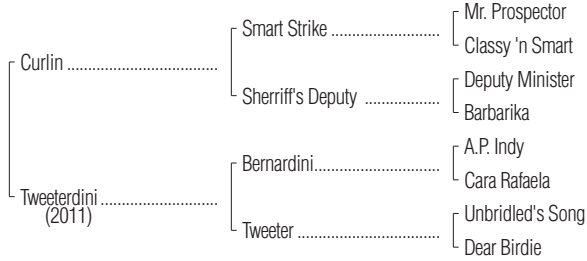 Mr. Prospector
Smart Strike ........................
Classy 'n Smart
Curlin .................................
Deputy Minister
Sherriff's Deputy ................
Barbarika
A.P. Indy
Bernardini...........................
Cara Rafaela
Tweeterdini .........................
(2011)
Unbridled's Song
Tweeter ...............................
Dear Birdie